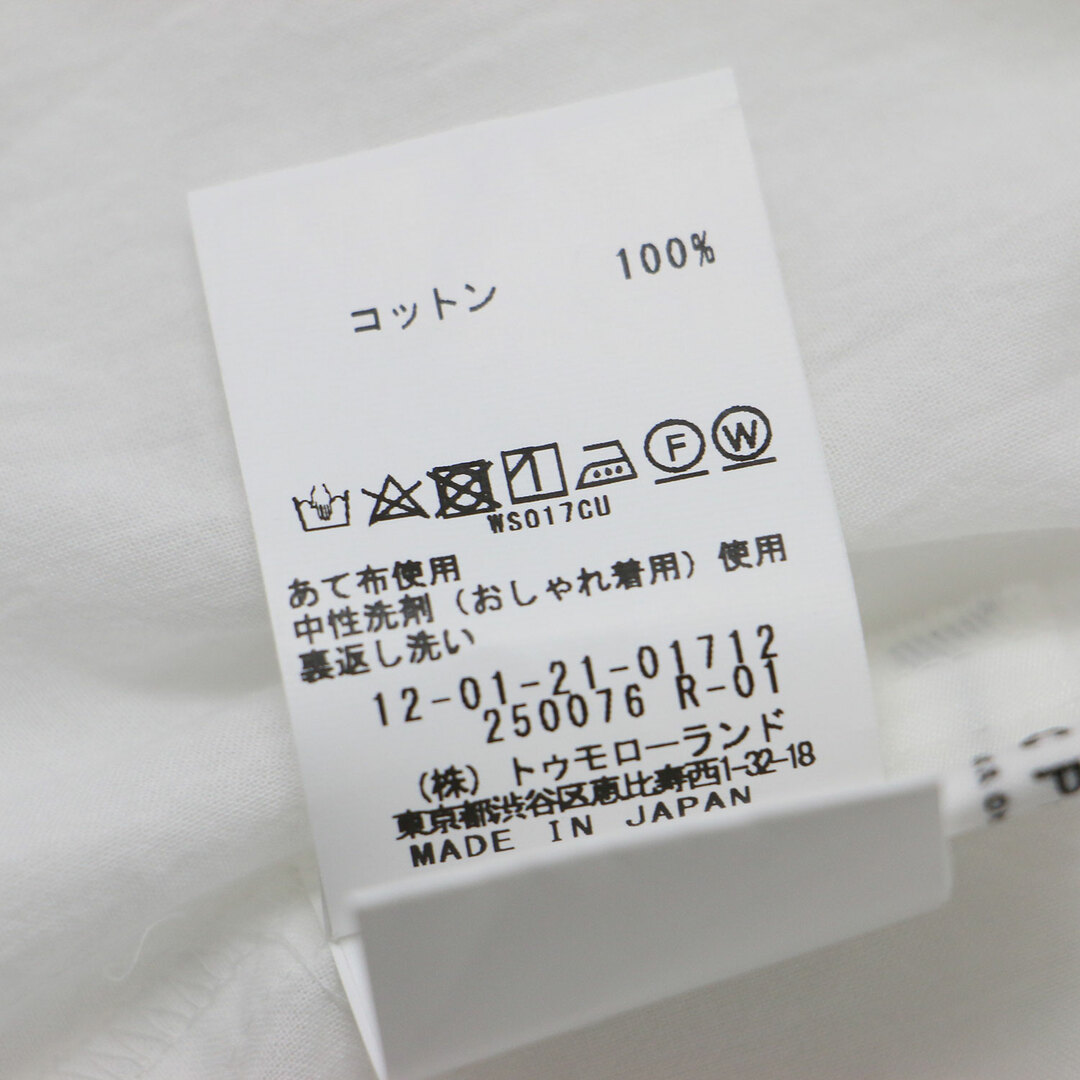 コットン 100%
F W
WS017CU
あて布使用
中性洗剤（おしゃれ着用）使用
裏返し洗い
12-01-21-01712
250076 R-01
（株）トゥモローランド
東京都渋谷区恵比寿西1-32-18
MADE IN JAPAN